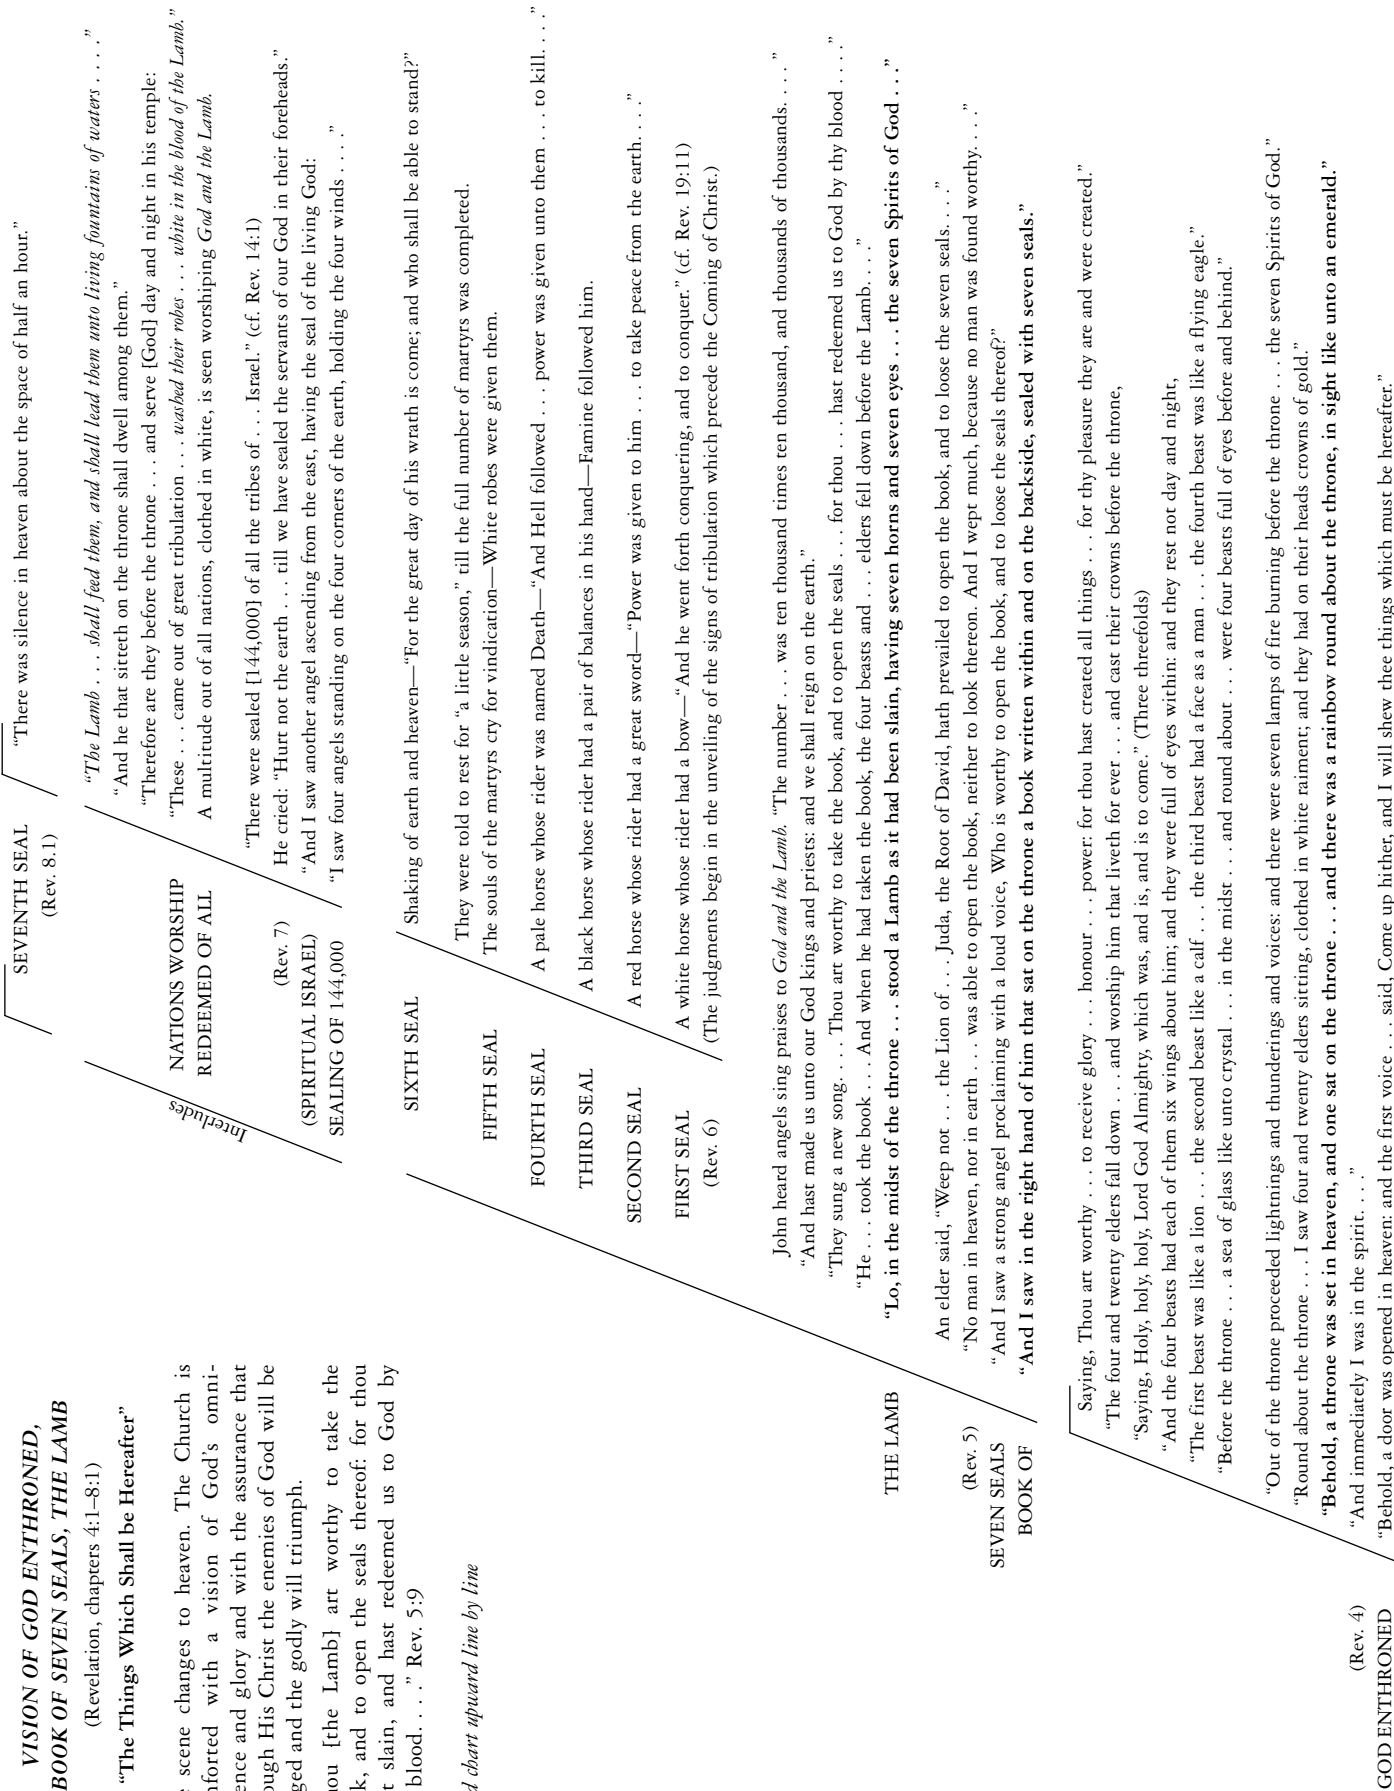 VISION OF GOD ENTHRONED,
BOOK OF SEVEN SEALS, THE LAMB
(Revelation, chapters 4:1–8:1)
“The Things Which Shall be Hereafter”
scene changes to heaven. The Church is
with a vision of God’s omni-
and glory and with the assurance that
His Christ the enemies of God will be
and the godly will triumph.
[the Lamb] art worthy to take the
and to open the seals thereof: for thou
slain, and hast redeemed us to God by
blood. . . .” Rev. 5:9
chart upward line by line
SEVENTH SEAL
(Rev. 8.1)
“There was silence in heaven about the space of half an hour.”
Interludes
NATIONS WORSHIP
REDEEMED OF ALL
“The Lamb . . . shall feed them, and shall lead them unto living fountains of waters . . . .”
“And he that sitteth on the throne shall dwell among them.”
“Therefore are they before the throne . . . and serve [God] day and night in his temple:
“These . . . came out of great tribulation . . . washed their robes . . . white in the blood of the Lamb.”
A multitude out of all nations, clothed in white, is seen worshiping God and the Lamb.
(Rev. 7)
(SPIRITUAL ISRAEL)
SEALING OF 144,000
“There were sealed [144,000] of all the tribes of . . . Israel.” (cf. Rev. 14:1)
He cried: “Hurt not the earth . . . till we have sealed the servants of our God in their foreheads.”
“And I saw another angel ascending from the east, having the seal of the living God:
“I saw four angels standing on the four corners of the earth, holding the four winds . . . .”
SIXTH SEAL
Shaking of earth and heaven—“For the great day of his wrath is come; and who shall be able to stand?”
FIFTH SEAL
They were told to rest for “a little season,” till the full number of martyrs was completed.
The souls of the martyrs cry for vindication—White robes were given them.
FOURTH SEAL
A pale horse whose rider was named Death—“And Hell followed . . . power was given unto them . . . to kill. . . .”
THIRD SEAL
A black horse whose rider had a pair of balances in his hand—Famine followed him.
SECOND SEAL
A red horse whose rider had a great sword—“Power was given to him . . . to take peace from the earth. . . .”
FIRST SEAL
(Rev. 6)
A white horse whose rider had a bow—“And he went forth conquering, and to conquer.” (cf. Rev. 19:11)
(The judgments begin in the unveiling of the signs of tribulation which precede the Coming of Christ.)
John heard angels sing praises to God and the Lamb. “The number . . . was ten thousand times ten thousand, and thousands of thousands. . . .”
“And hast made us unto our God kings and priests: and we shall reign on the earth.”
“They sung a new song. . . . Thou art worthy to take the book, and to open the seals . . . for thou . . . hast redeemed us to God by thy blood . . . .”
“He . . . took the book . . . And when he had taken the book, the four beasts and . . . elders fell down before the Lamb. . . .”
THE LAMB
“Lo, in the midst of the throne . . . stood a Lamb as it had been slain, having seven horns and seven eyes . . . the seven Spirits of God . . .”
An elder said, “Weep not . . . the Lion of . . . Juda, the Root of David, hath prevailed to open the book, and to loose the seven seals. . . .”
(Rev. 5)
SEVEN SEALS
BOOK OF
“No man in heaven, nor in earth . . . was able to open the book, neither to look thereon. And I wept much, because no man was found worthy. . . .”
“And I saw a strong angel proclaiming with a loud voice, Who is worthy to open the book, and to loose the seals thereof?”
“And I saw in the right hand of him that sat on the throne a book written within and on the backside, sealed with seven seals.”
Saying, Thou art worthy . . . to receive glory . . . honour . . . power: for thou hast created all things . . . for thy pleasure they are and were created.”
“The four and twenty elders fall down . . . and worship him that liveth for ever . . . and cast their crowns before the throne,
“Saying, Holy, holy, holy, Lord God Almighty, which was, and is, and is to come.” (Three threefolds)
“And the four beasts had each of them six wings about him; and they were full of eyes within: and they rest not day and night,
“The first beast was like a lion . . . the second beast like a calf . . . the third beast had a face as a man . . . the fourth beast was like a flying eagle.”
“Before the throne . . . a sea of glass like unto crystal . . . in the midst . . . and round about . . . were four beasts full of eyes before and behind.”
“Out of the throne proceeded lightnings and thunderings and voices: and there were seven lamps of fire burning before the throne . . . the seven Spirits of God.”
“Round about the throne . . . I saw four and twenty elders sitting, clothed in white raiment; and they had on their heads crowns of gold.”
“Behold, a throne was set in heaven, and one sat on the throne . . . and there was a rainbow round about the throne, in sight like unto an emerald.”
(Rev. 4)
GOD ENTHRONED
“And immediately I was in the spirit. . . .”
“Behold, a door was opened in heaven: and the first voice . . . said, Come up hither, and I will shew thee things which must be hereafter.”